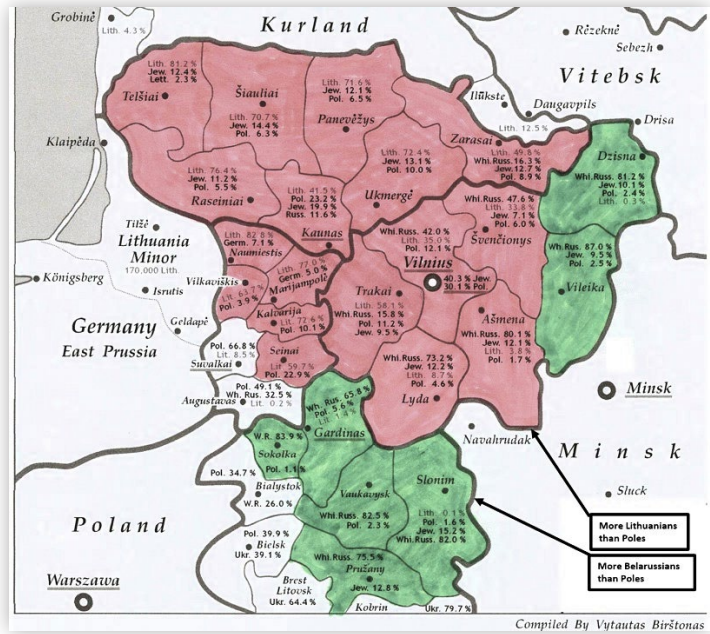 Grobinė
Lith. 4.3 %
Kurland
Rėzeknė
Sebezh
Vitebsk
Lith. 81.2 %
Jew. 12.4 %
Lett. 2.3 %
Telšiai
Šiauliai
Lith. 70.7 %
Jew. 14.4 %
Pol. 6.3 %
Lith. 71.6 %
Jew. 12.1 %
Pol. 6.5 %
Panevėžys
Ilūkste
Daugavpils
Lith. 12.5 %
Drisa
Klaipėda
Zarasai
Lith. 49.8 %
Whi.Russ. 16.3 %
Jew. 12.7 %
Pol. 8.9 %
Dzisna
Whi.Russ. 81.2 %
Jew. 10.1 %
Pol. 2.4 %
Lith. 0.3 %
Lith. 76.4 %
Jew. 11.2 %
Pol. 5.5 %
Raseiniai
Lith. 41.5 %
Pol. 23.2 %
Jew. 19.9 %
Russ. 11.6 %
Kaunas
Lith. 72.4 %
Jew. 13.1 %
Pol. 10.0 %
Ukmergė
Whi.Russ. 47.6 %
Lith. 33.8 %
Jew. 7.1 %
Pol. 6.0 %
Švenčionys
Tilžė
Lithuania
Minor
170,000 Lith.
Lith. 82.8 %
Germ. 7.1 %
Naumiestis
Whi.Russ. 42.0 %
Lith. 35.0 %
Pol. 12.1 %
Vilnius
40.3 % Jew.
30.1 % Pol.
Wh.Rus. 87.0 %
Jew. 9.5 %
Pol. 2.5 %
Vileika
Königsberg
Isrutis
Vilkaviškis
Lit. 63.7 %
Pol. 3.9 %
Lith. 77.0 %
Germ. 5.0 %
Marijampolė
Kalvarija
Lit. 77.6 %
Pol. 10.1 %
Trakai
Lith. 58.1 %
Whi.Russ. 15.8 %
Pol. 11.2 %
Jew. 9.5 %
Ašmena
Whi.Russ. 80.1 %
Jew. 12.1 %
Lith. 3.8 %
Pol. 1.7 %
Germany
East Prussia
Geldapė
Pol. 66.8 %
Lit. 8.5 %
Suvalkai
Seinai
Lit. 59.7 %
Pol. 22.9 %
Whi.Russ. 73.2 %
Jew. 12.2 %
Lith. 8.7 %
Pol. 4.6 %
Lyda
Minsk
Pol. 49.1 %
Wh. Rus. 32.5 %
Lit. 0.2 %
Augustavas
Wh. Rus. 65.8 %
Pol. 5.6 %
Gardinas
Navahrudak
Minsk
W.R. 83.9 %
Sokolka
Pol. 1.1 %
Pol. 34.7 %
Bialystok
W.R. 26.0 %
Vaukavysk
Whi.Russ. 82.5 %
Pol. 2.3 %
Slonim
Lith. 0.1 %
Pol. 1.6 %
Jew. 15.2 %
Whi.Russ. 82.0 %
Sluck
More Lithuanians
than Poles
Poland
Pol. 39.9 %
Bielsk
Ukr. 39.1 %
Whi.Russ. 75.5 %
Pružany
Jew. 12.8 %
More Belarussians
than Poles
Warszawa
Brest
Litovsk
Ukr. 64.4 %
Kobrin
Ukr. 79.7 %
Compiled By Vytautas Birštonas